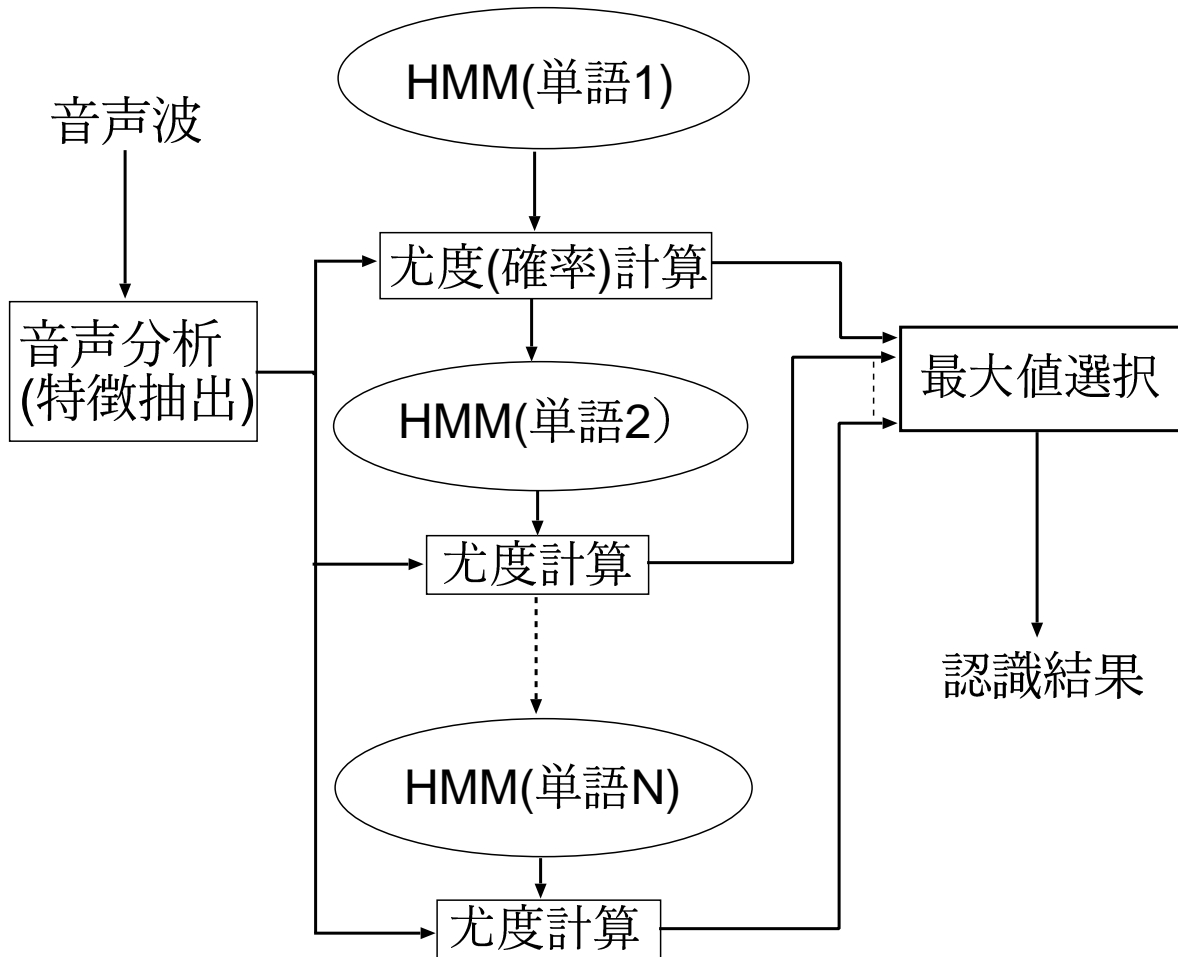 HMM(単語1)
音声波
尤度(確率)計算
音声分析
(特徴抽出)
最大値選択
HMM(単語2）
尤度計算
認識結果
HMM(単語N)
尤度計算